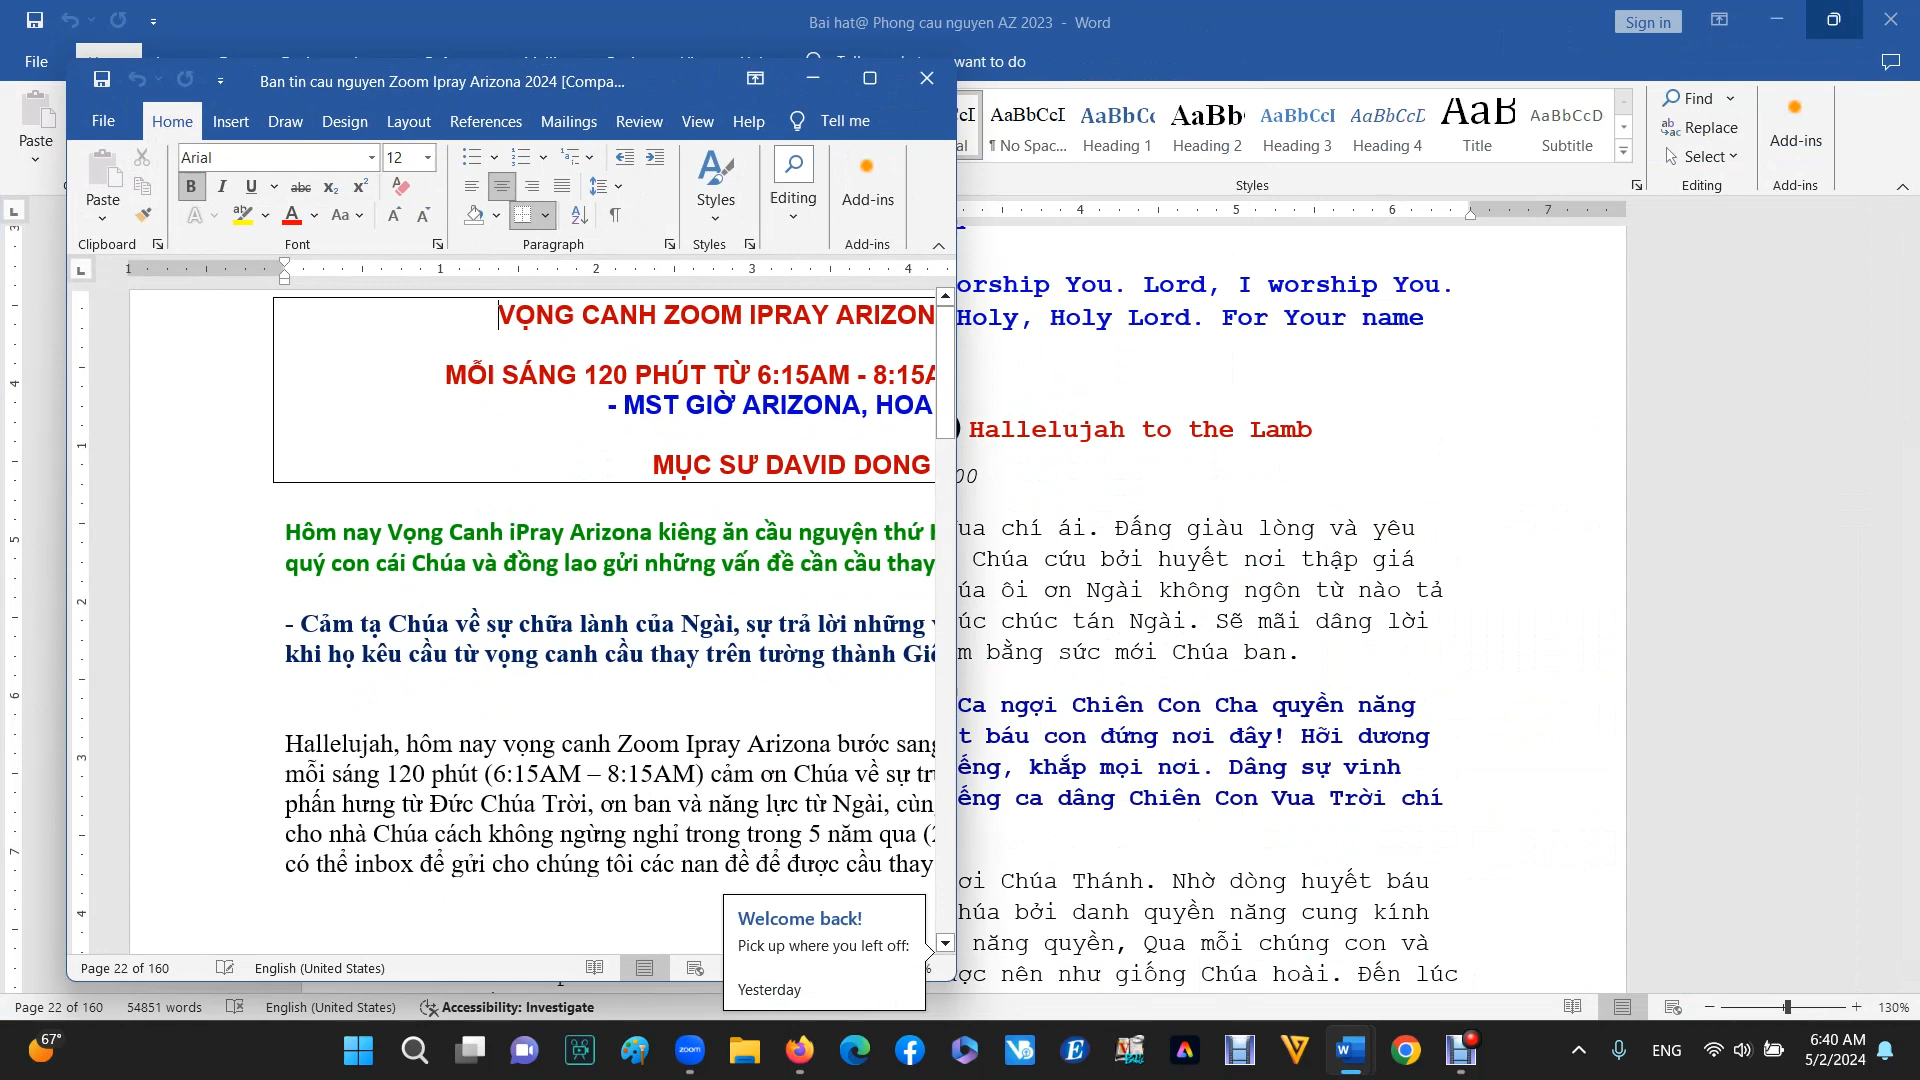 Bai hat@ Phong cau nguyen AZ 2023 - Word
Sign in
File
want to do
Ban tin cau nguyen Zoom Ipray Arizona 2024 [Compa...
File Home Insert Draw Design Layout References Mailings Review View Help Tell me
Paste
Paste
Arial
12
Styles
Editing
Add-ins
Clipboard
Font
Paragraph
Styles
Add-ins
AaBbCcI AaBbCc AaBb AaBbCcI AaBbCcD AaB AaBbCcD
¶ No Spac... Heading 1 Heading 2 Heading 3 Heading 4 Title Subtitle
Styles
Find
Replace
Select
Editing
Add-ins
Add-ins
1 1 2 3 4
4 5 6 7
VỌNG CANH ZOOM IPRAY ARIZON
MỖI SÁNG 120 PHÚT TỪ 6:15AM - 8:15A
- MST GIỜ ARIZONA, HOA
MỤC SƯ DAVID DONG
Hôm nay Vọng Canh iPray Arizona kiêng ăn cầu nguyện thứ
quý con cái Chúa và đồng lao gửi những vấn đề cần cầu thay
- Cảm tạ Chúa về sự chữa lành của Ngài, sự trả lời những
khi họ kêu cầu từ vọng canh cầu thay trên tường thành Giê
Hallelujah, hôm nay vọng canh Zoom Ipray Arizona bước sang
mỗi sáng 120 phút (6:15AM – 8:15AM) cảm ơn Chúa về sự
phấn hưng từ Đức Chúa Trời, ơn ban và năng lực từ Ngài, cùn
cho nhà Chúa cách không ngừng nghỉ trong trong 5 năm qua
có thể inbox để gửi cho chúng tôi các nan đề để được cầu thay
orship You. Lord, I worship You.
Holy, Holy Lord. For Your name
) Hallelujah to the Lamb
00
ua chí ái. Đấng giàu lòng và yêu
Chúa cứu bởi huyết nơi thập giá
úa ôi ơn Ngài không ngôn từ nào tả
úc chúc tán Ngài. Sẽ mãi dâng lời
m bằng sức mới Chúa ban.
Ca ngợi Chiên Con Cha quyền năng
t báu con đứng nơi đây! Hỡi dương
ếng, khắp mọi nơi. Dâng sự vinh
ếng ca dâng Chiên Con Vua Trời chí
ơi Chúa Thánh. Nhờ dòng huyết báu
húa bởi danh quyền năng cung kính
năng quyền, Qua mỗi chúng con và
ợc nên như giống Chúa hoài. Đến lúc
Welcome back!
Pick up where you left off:
Yesterday
Page 22 of 160
English (United States)
Page 22 of 160 54851 words English (United States) Accessibility: Investigate
130%
67°
zoom
ENG
6:40 AM
5/2/2024